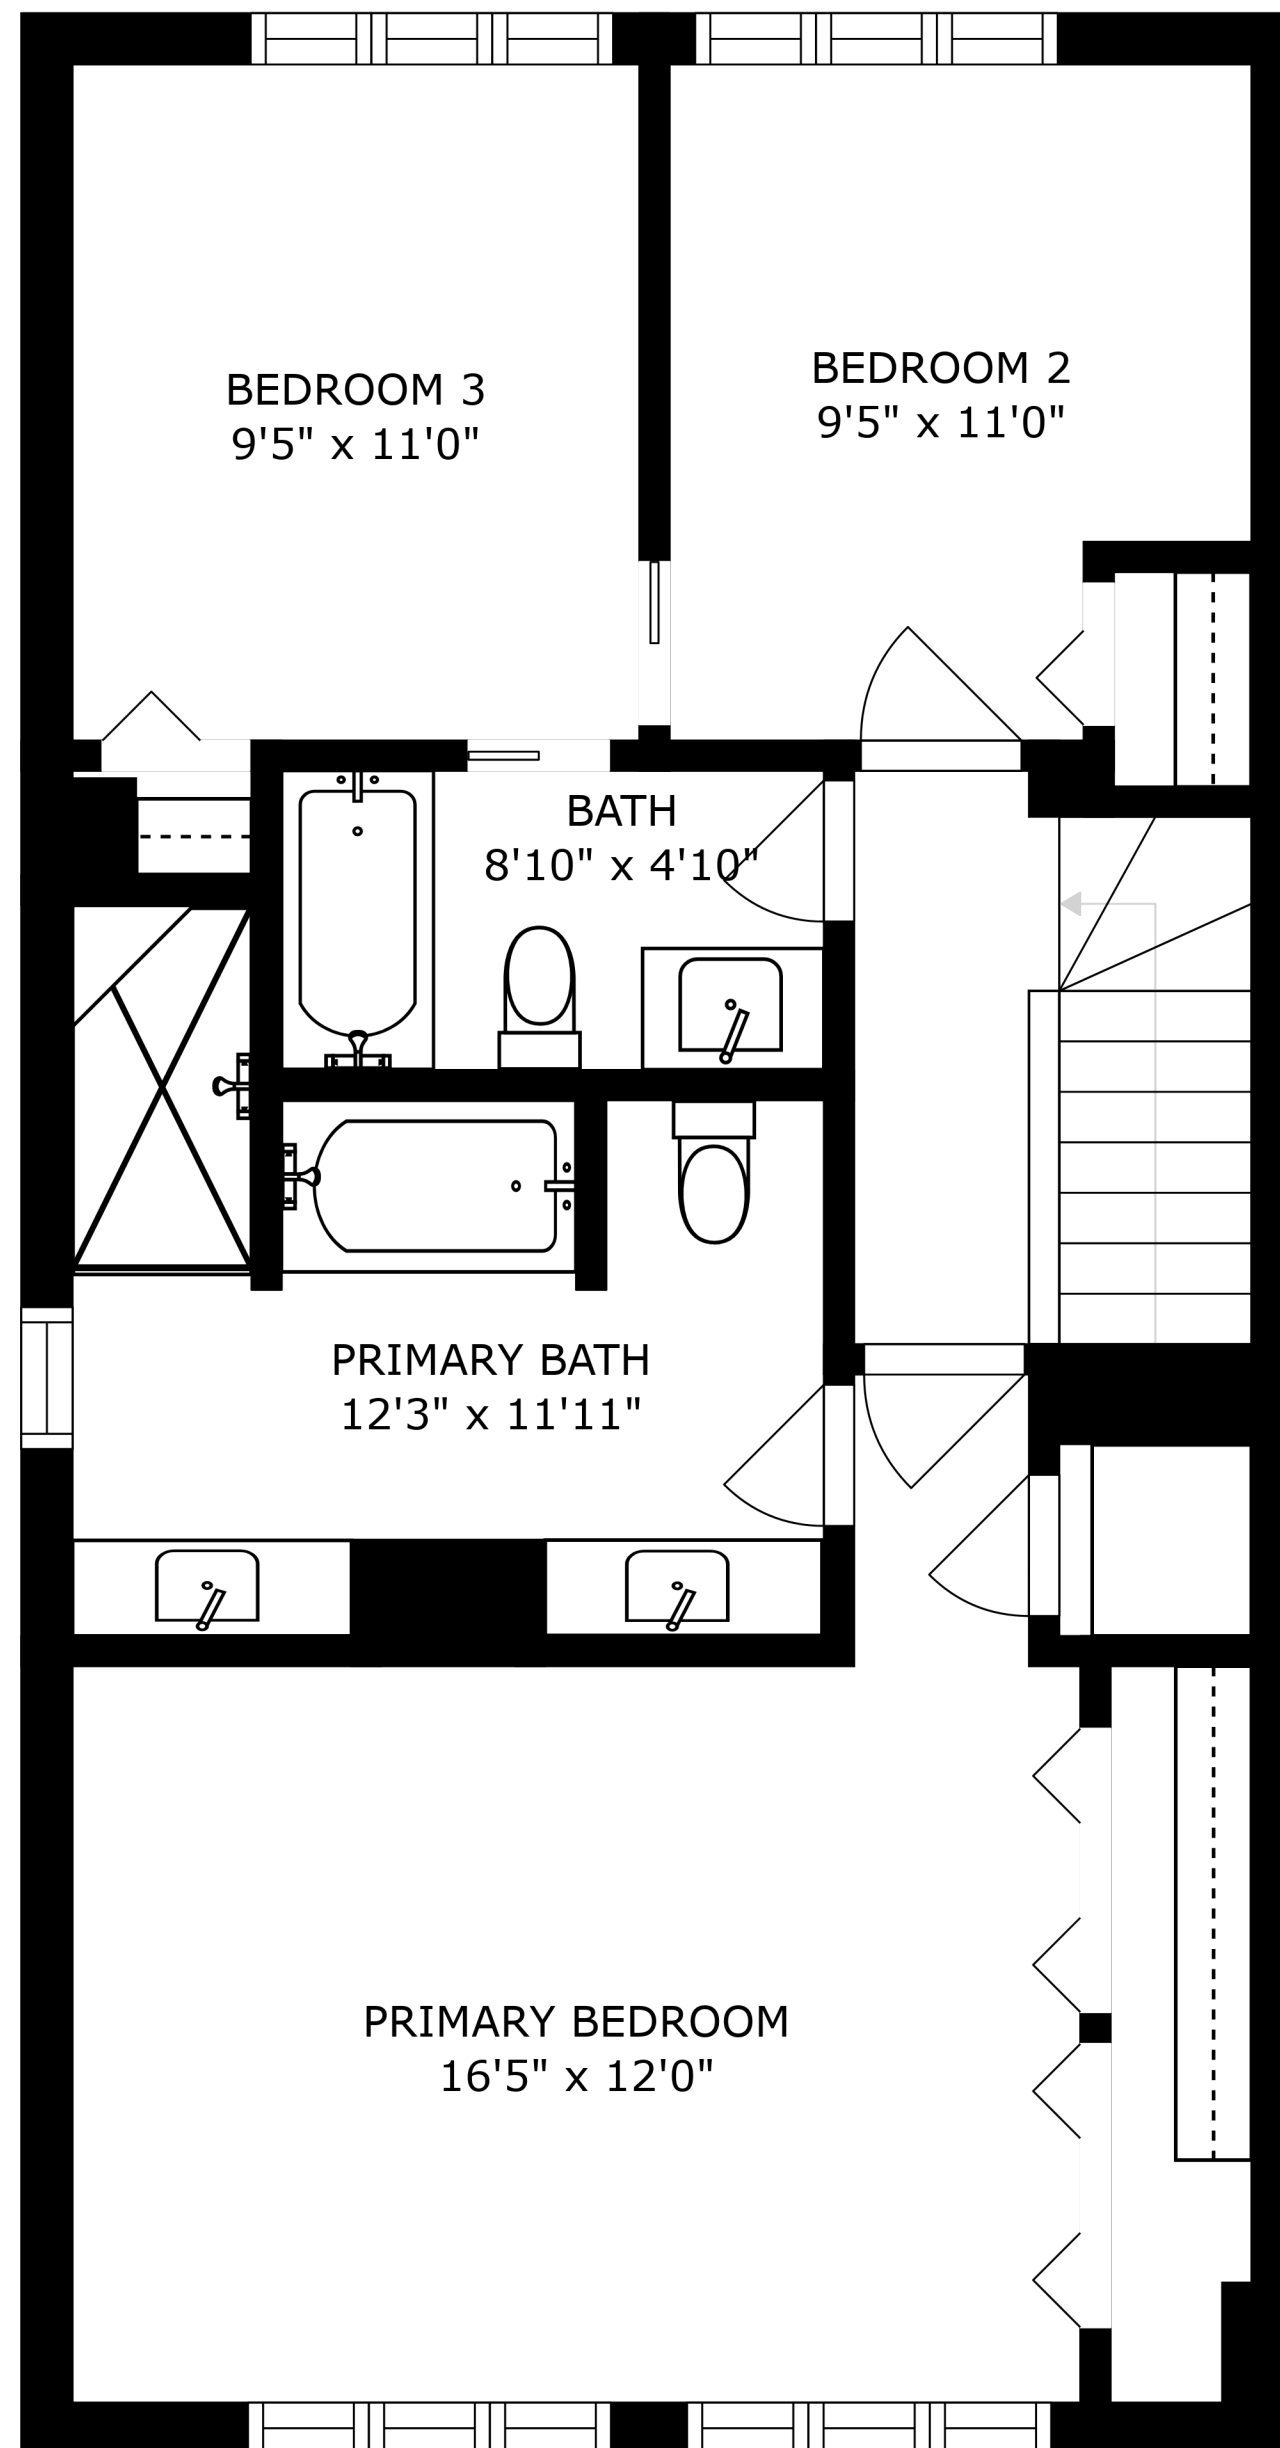 BEDROOM 3
9'5" x 11'0"
BEDROOM 2
9'5" x 11'0"
BATH
8'10" x 4'10"
PRIMARY BATH
12'3" x 11'11"
PRIMARY BEDROOM
16'5" x 12'0"